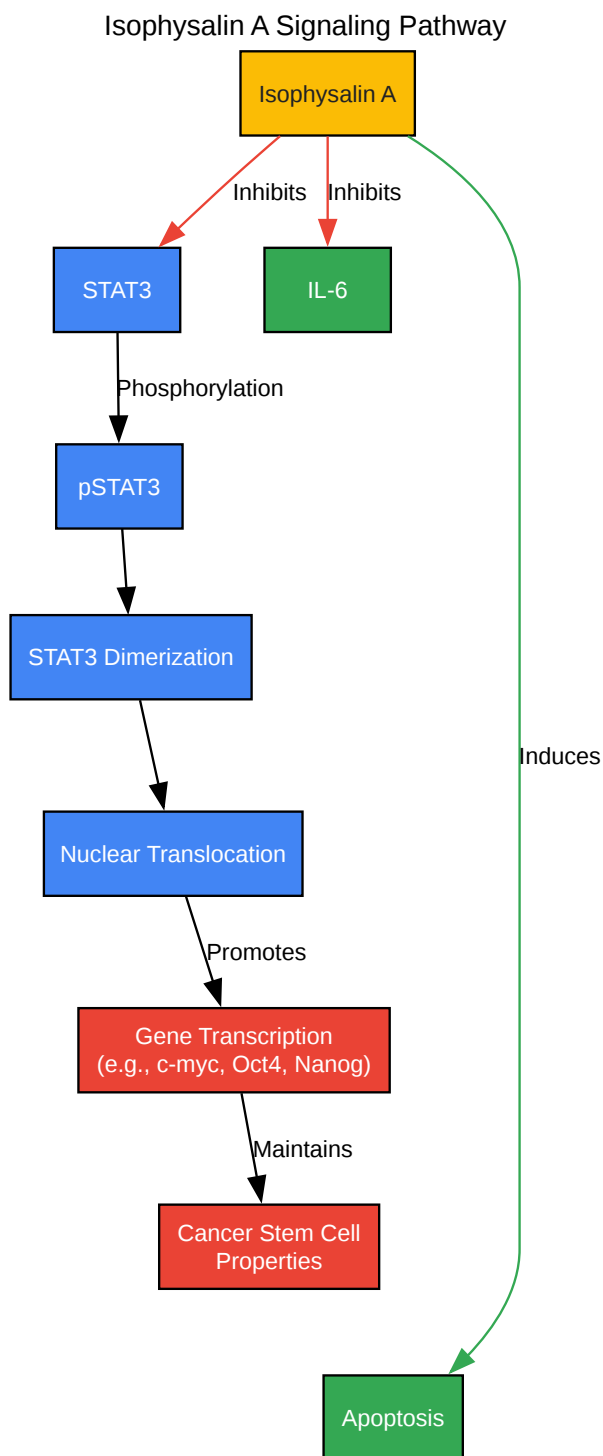 Isophysalin A Signaling Pathway
Isophysalin A
Inhibits
Inhibits
STAT3
IL-6
Phosphorylation
pSTAT3
STAT3 Dimerization
Induces
Nuclear Translocation
Promotes
Gene Transcription
(e.g., c-myc, Oct4, Nanog)
Maintains
Cancer Stem Cell
Properties
Apoptosis